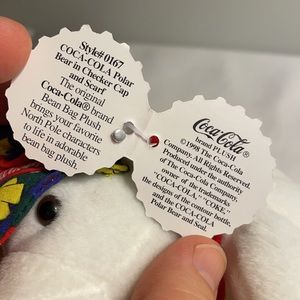 Style# 0167
COCA-COLA Polar
Bear in Checker Cap
and Scarf
The original
Coca-Cola® brand
Bean Bag Plush
brings your favorite
North Pole characters
to life in adorable
bean bag plush.
Coca-Cola®
brand PLUSH
©1998 The Coca-Cola
Company. All Rights Reserved.
Produced under the authority
of The Coca-Cola Company,
owner of the trademarks
"COCA-COLA," "COKE,"
the designs of the contour bottle,
and the COCA-COLA
Polar Bear and Seal.